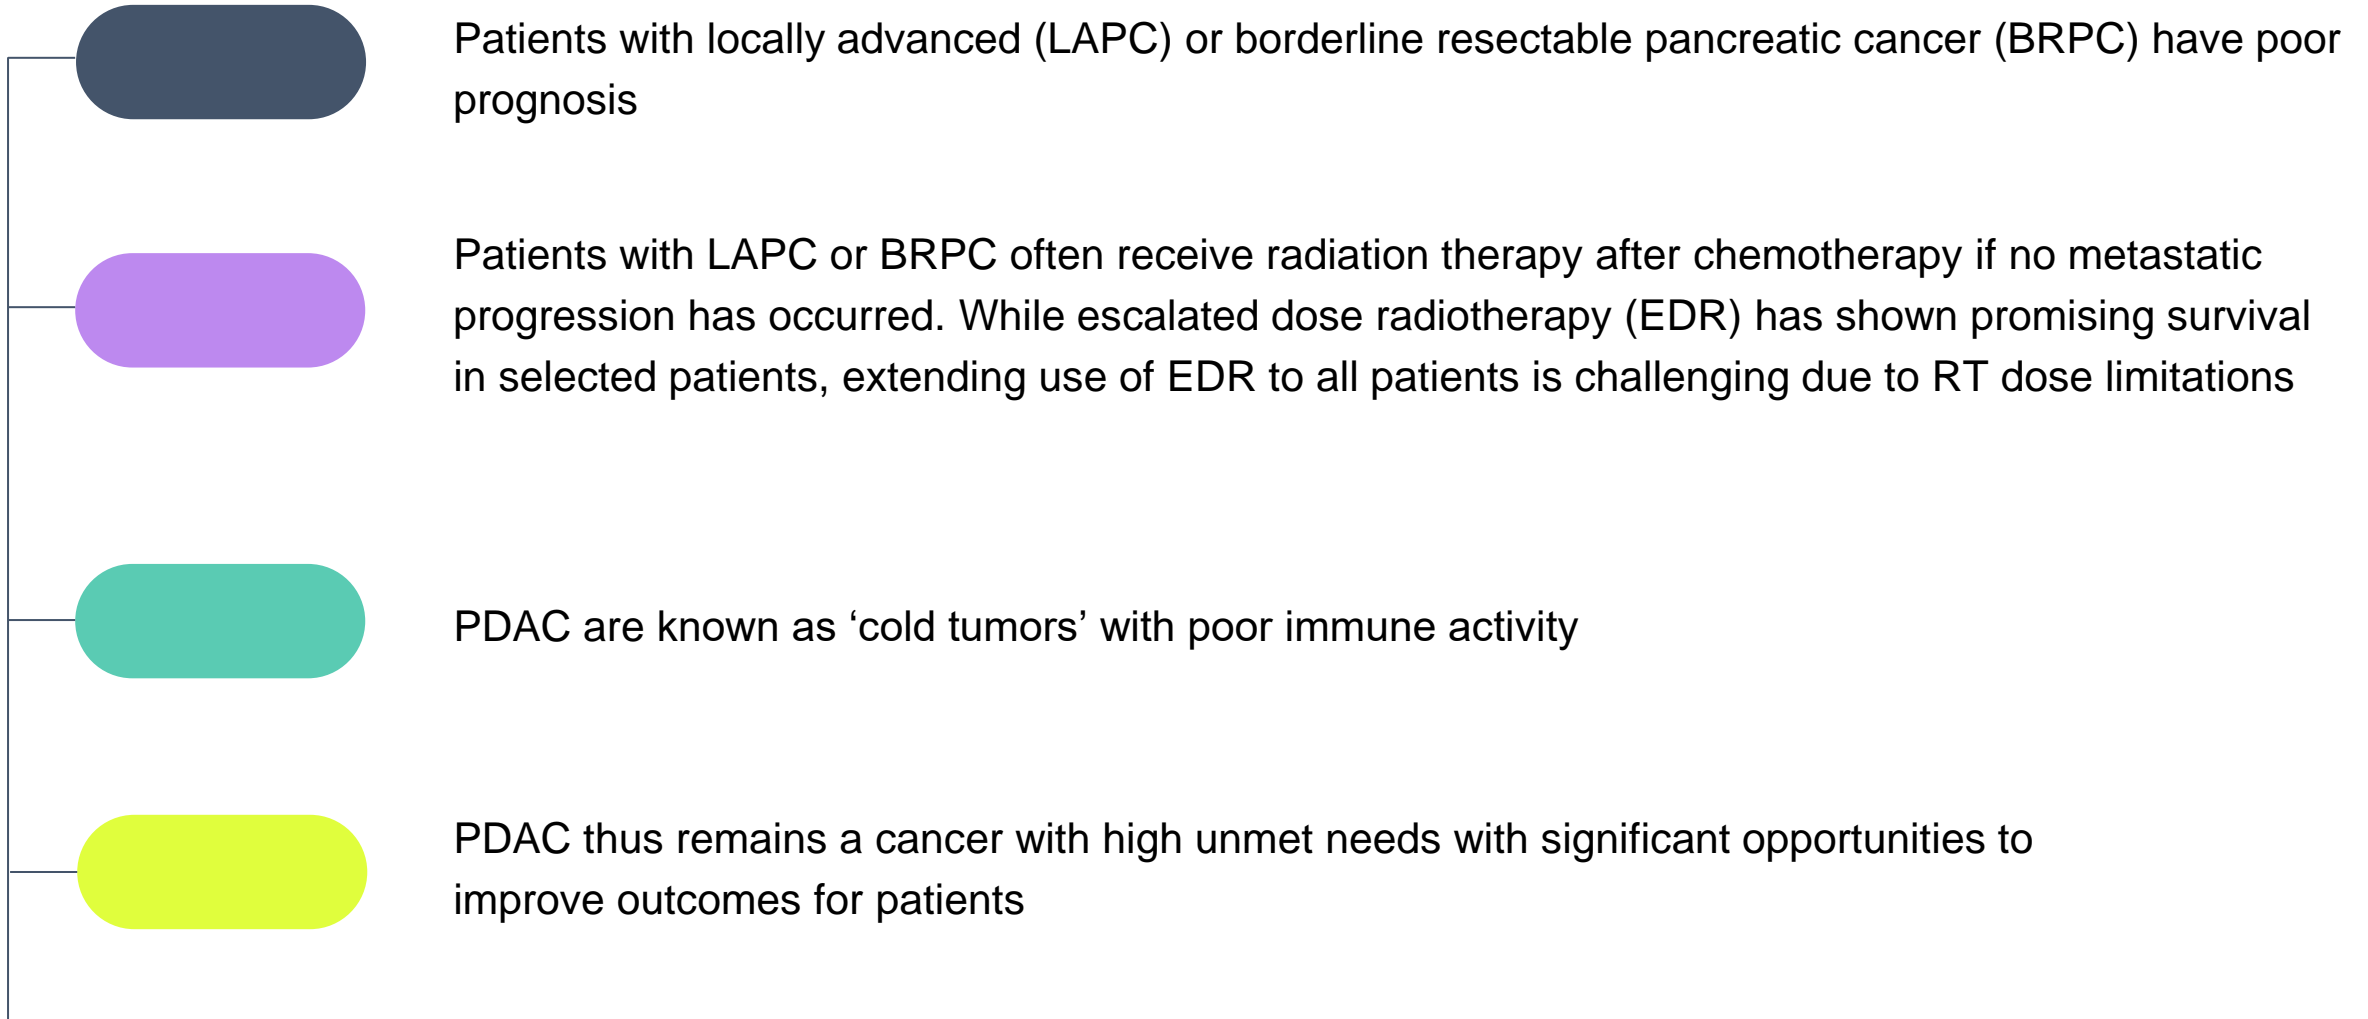 Patients with locally advanced (LAPC) or borderline resectable pancreatic cancer (BRPC) have poor
prognosis
Patients with LAPC or BRPC often receive radiation therapy after chemotherapy if no metastatic
progression has occurred. While escalated dose radiotherapy (EDR) has shown promising survival
in selected patients, extending use of EDR to all patients is challenging due to RT dose limitations
PDAC are known as ‘cold tumors’ with poor immune activity
PDAC thus remains a cancer with high unmet needs with significant opportunities to
improve outcomes for patients